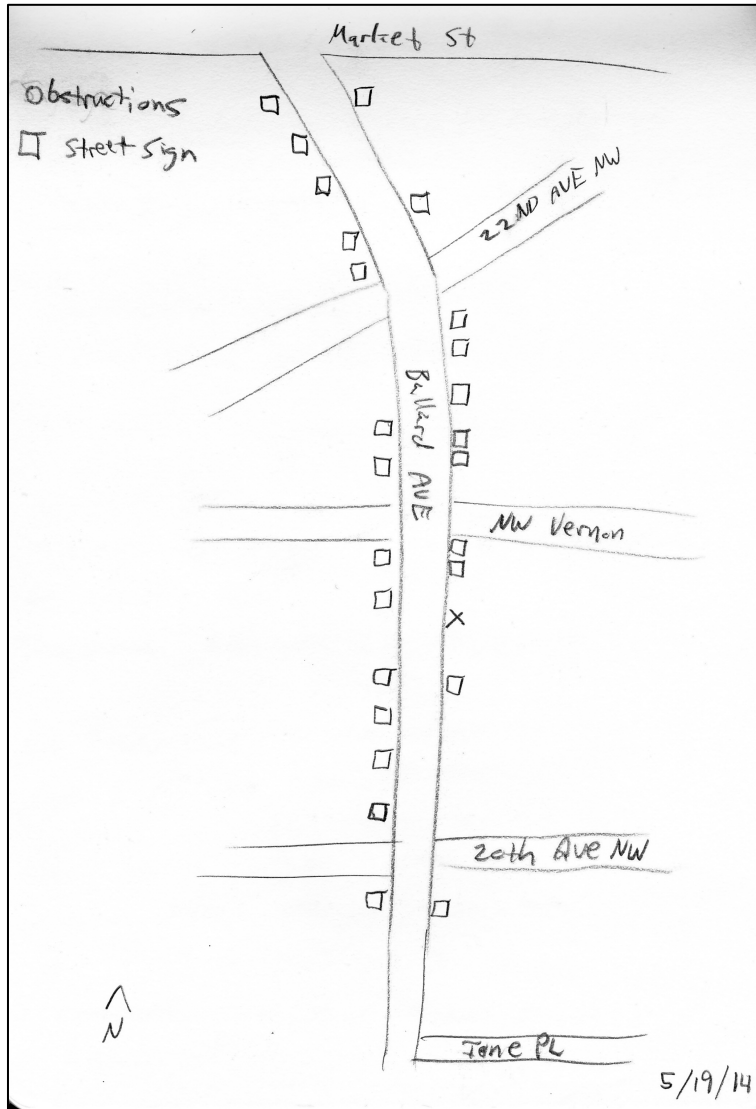 Market St
Obstructions
Street Sign
22ND AVE NW
Ballard AVE
NW Vernon
X
20th Ave NW
Ione PL
N
5/19/14